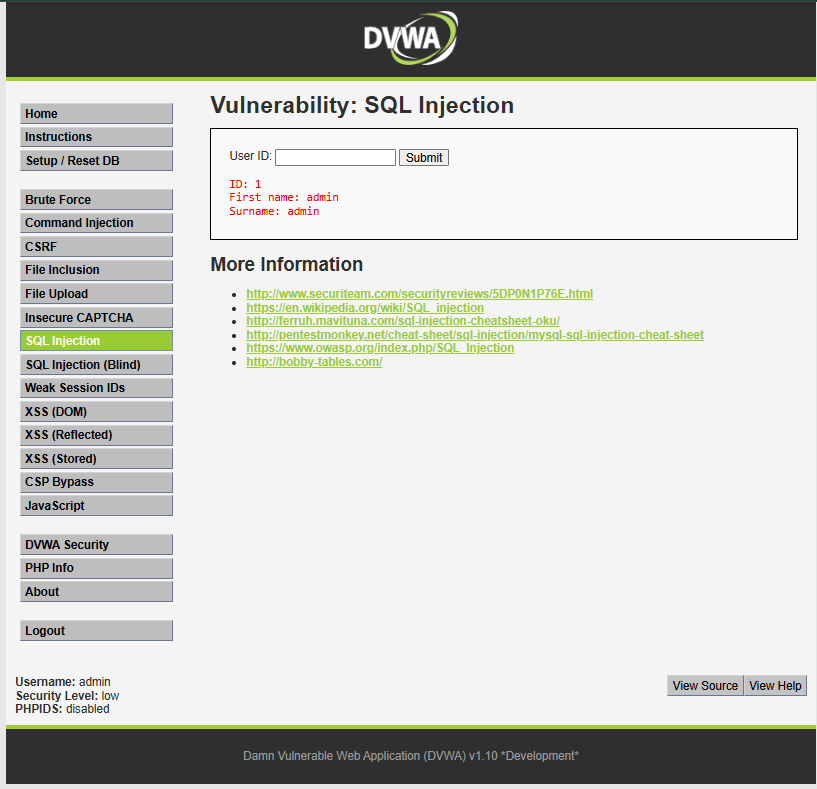 DVWA
Home
Instructions
Setup / Reset DB
Brute Force
Command Injection
CSRF
File Inclusion
File Upload
Insecure CAPTCHA
SQL Injection
SQL Injection (Blind)
Weak Session IDs
XSS (DOM)
XSS (Reflected)
XSS (Stored)
CSP Bypass
JavaScript
DVWA Security
PHP Info
About
Logout
Vulnerability: SQL Injection
User ID: Submit
ID: 1
First name: admin
Surname: admin
More Information
http://www.securiteam.com/securityreviews/5DP0N1P76E.html
https://en.wikipedia.org/wiki/SQL_injection
http://ferruh.mavituna.com/sql-injection-cheatsheet-oku/
http://pentestmonkey.net/cheat-sheet/sql-injection/mysql-sql-injection-cheat-sheet
https://www.owasp.org/index.php/SQL_Injection
http://bobby-tables.com/
Username: admin
Security Level: low
PHPIDS: disabled
View Source View Help
Damn Vulnerable Web Application (DVWA) v1.10 *Development*